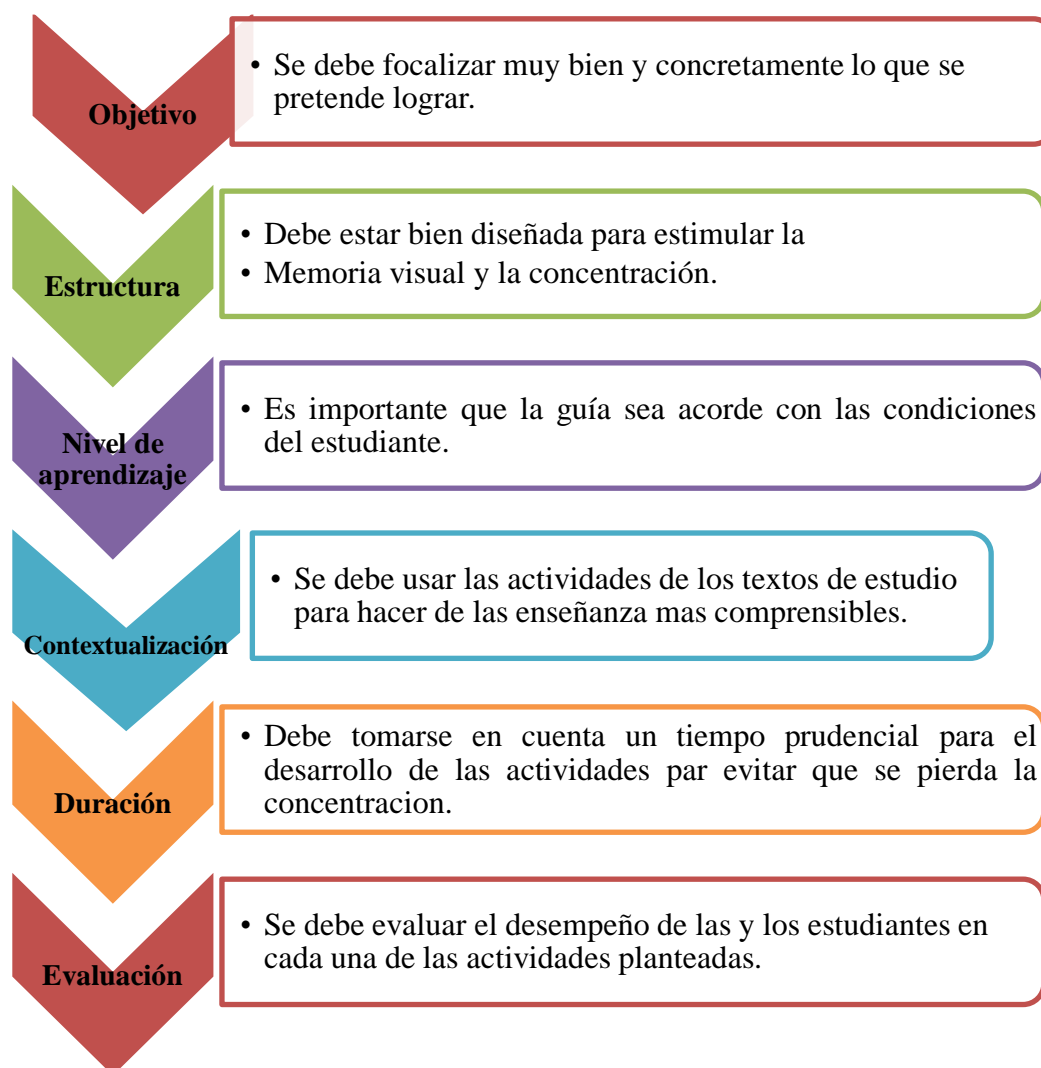 Objetivo
• Se debe focalizar muy bien y concretamente lo que se
pretende lograr.
Estructura
• Debe estar bien diseñada para estimular la
• Memoria visual y la concentración.
Nivel de
aprendizaje
• Es importante que la guía sea acorde con las condiciones
del estudiante.
Contextualización
• Se debe usar las actividades de los textos de estudio
para hacer de las enseñanza mas comprensibles.
Duración
• Debe tomarse en cuenta un tiempo prudencial para el
desarrollo de las actividades par evitar que se pierda la
concentracion.
Evaluación
• Se debe evaluar el desempeño de las y los estudiantes en
cada una de las actividades planteadas.